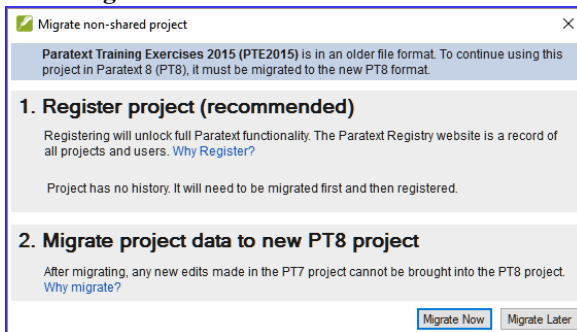 Migrate non-shared project
Paratext Training Exercises 2015 (PTE2015) is in an older file format. To continue using this
project in Paratext 8 (PT8), it must be migrated to the new PT8 format.
1. Register project (recommended)
Registering will unlock full Paratext functionality. The Paratext Registry website is a record of
all projects and users. Why Register?
Project has no history. It will need to be migrated first and then registered.
2. Migrate project data to new PT8 project
After migrating, any new edits made in the PT7 project cannot be brought into the PT8 project.
Why migrate?
Migrate Now Migrate Later